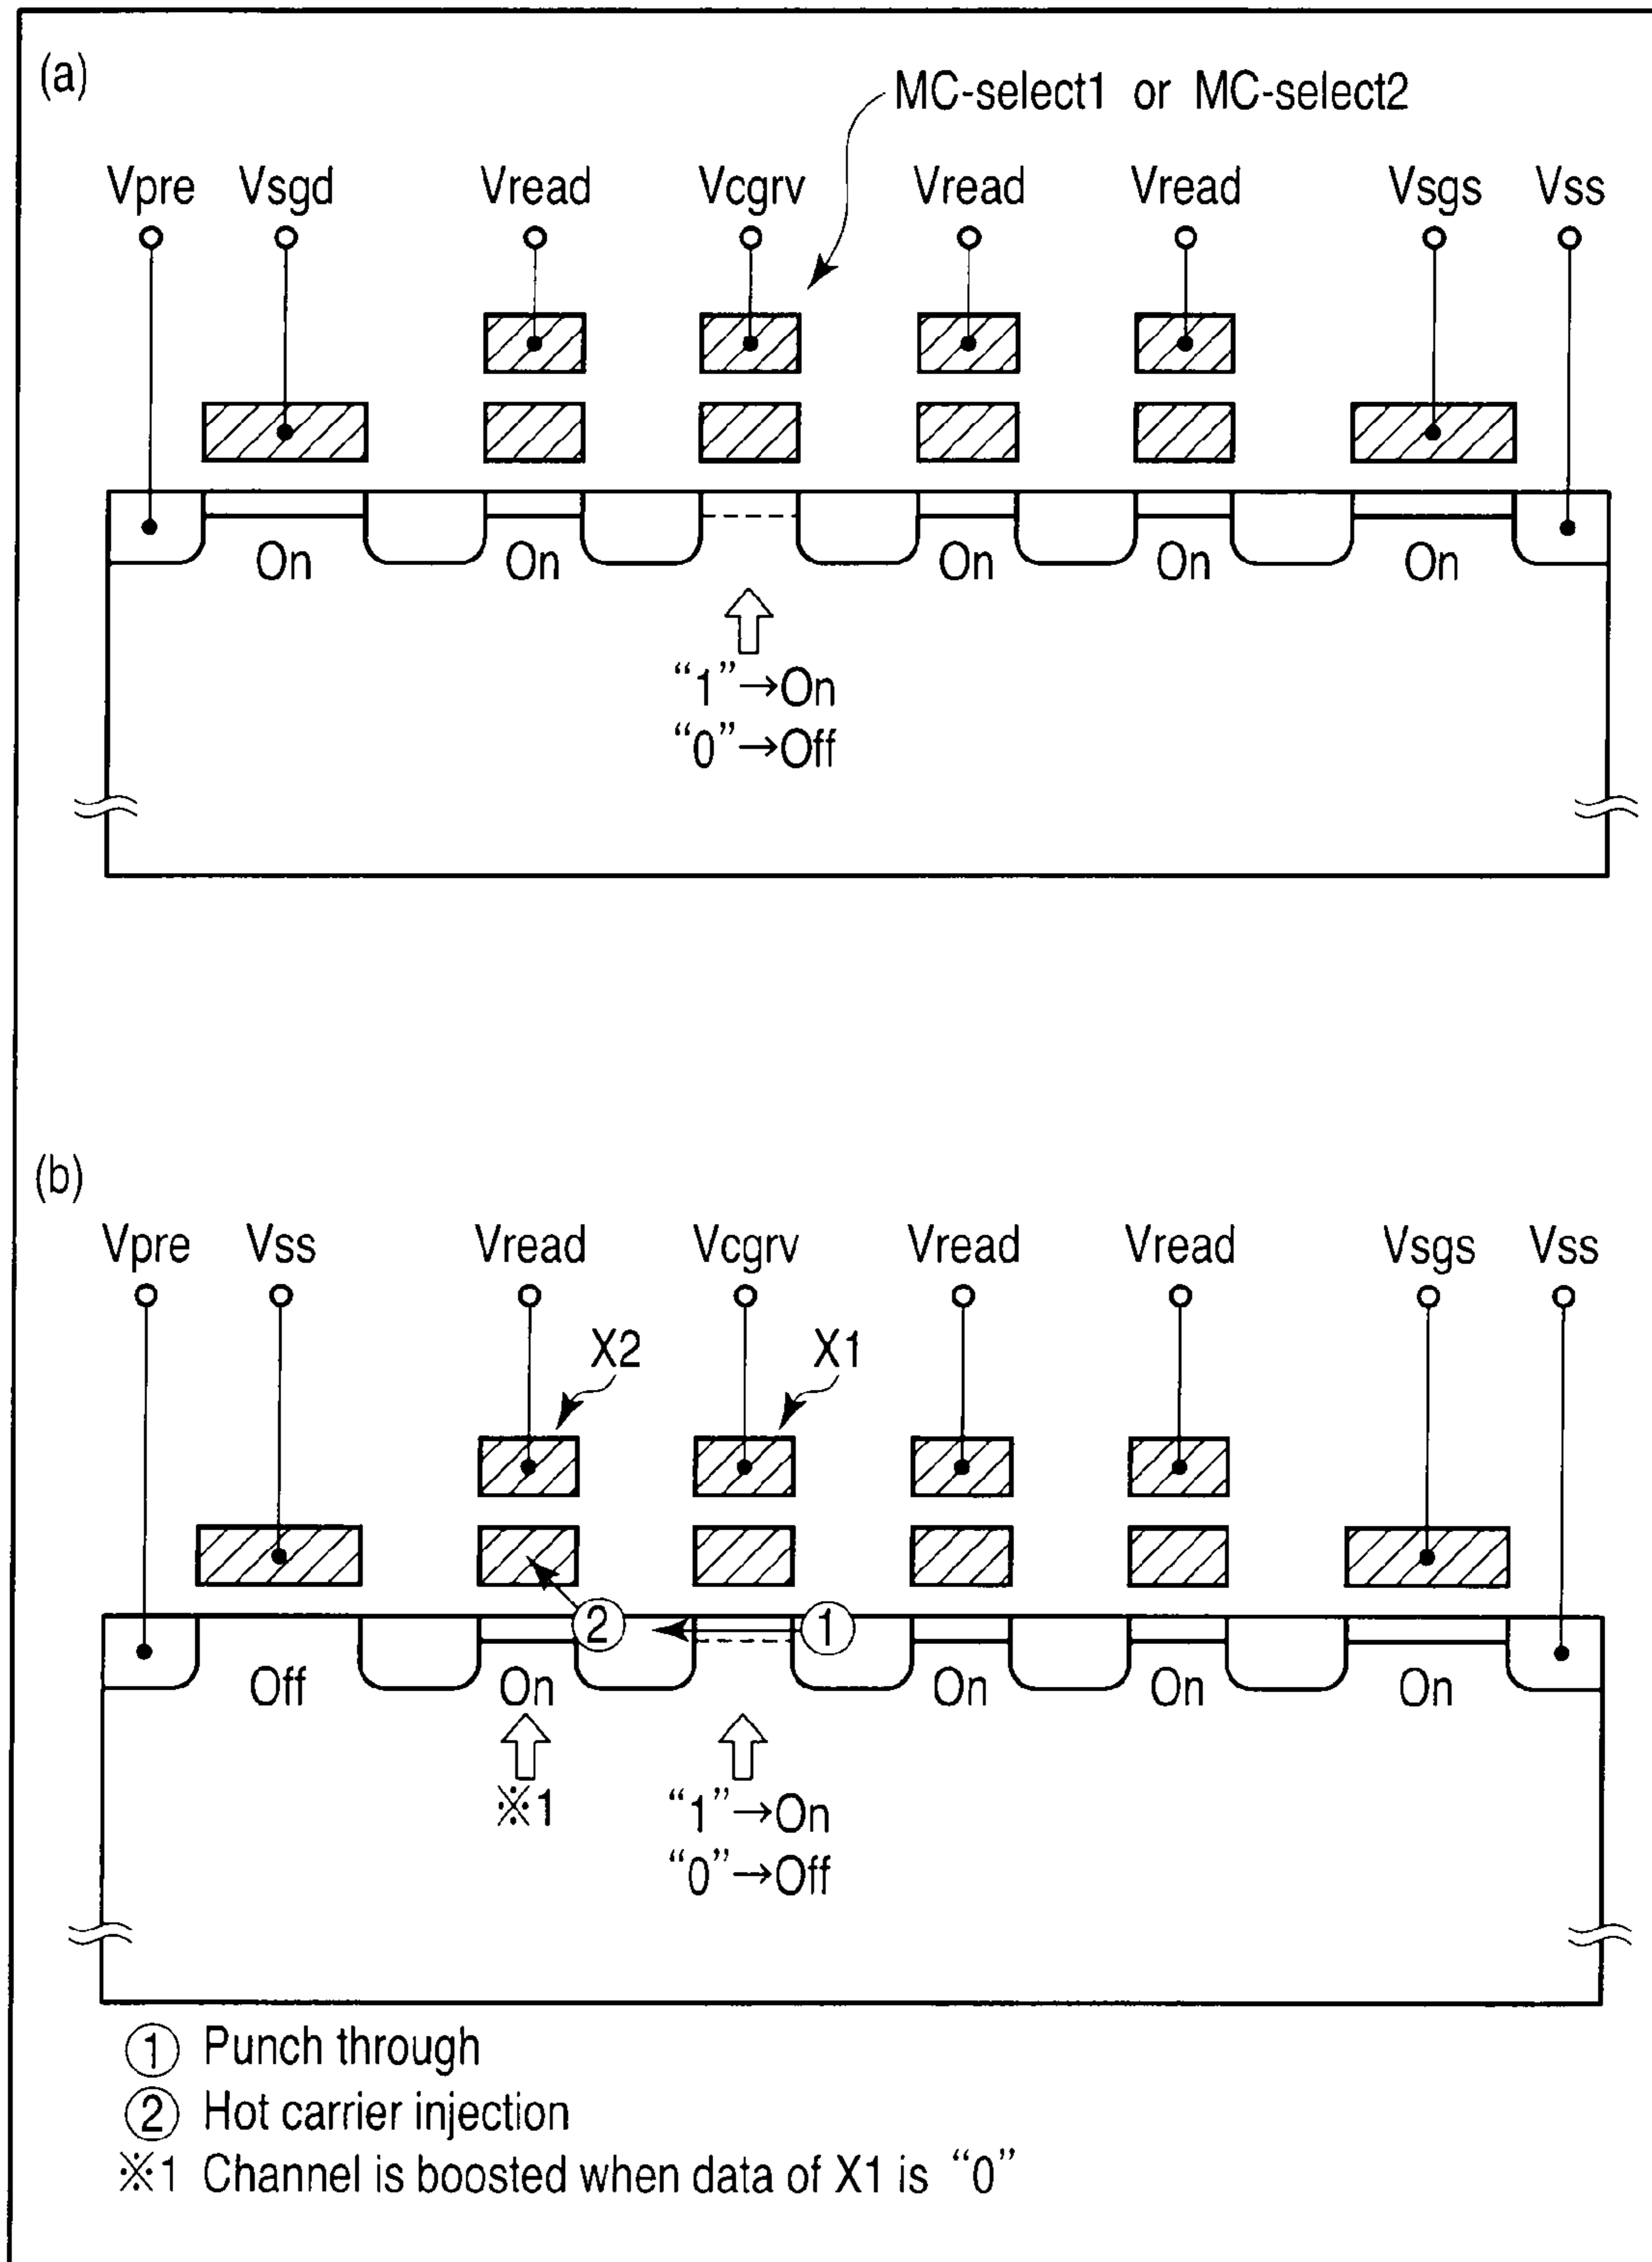 (a)
MC-select1 or MC-select2
Vpre Vsgd Vread Vcgrv Vread Vread Vsgs Vss
On On On On On
“1”→On
“0”→Off
(b)
Vpre Vss Vread Vcgrv Vread Vread Vsgs Vss
X2 X1
② ①
Off On On On On
※1 “1”→On
“0”→Off
① Punch through
② Hot carrier injection
※1 Channel is boosted when data of X1 is “0”